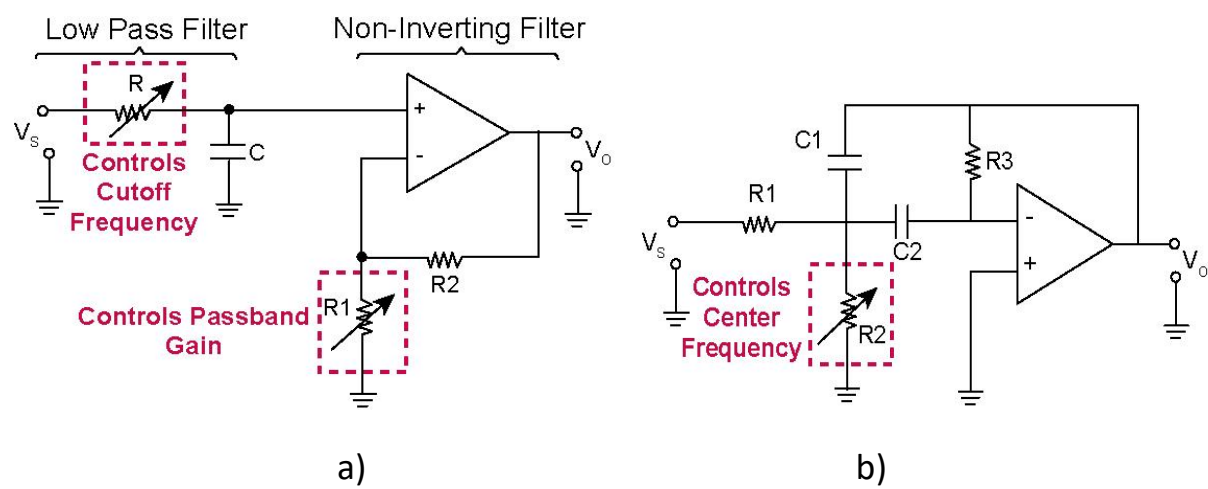 Low Pass Filter
Non-Inverting Filter
R
+
-
VS
C
VO
Controls
Cutoff
Frequency
R2
R1
Controls Passband
Gain
a)
C1
R3
R1
C2
-
+
VS
VO
Controls
Center
Frequency
R2
b)